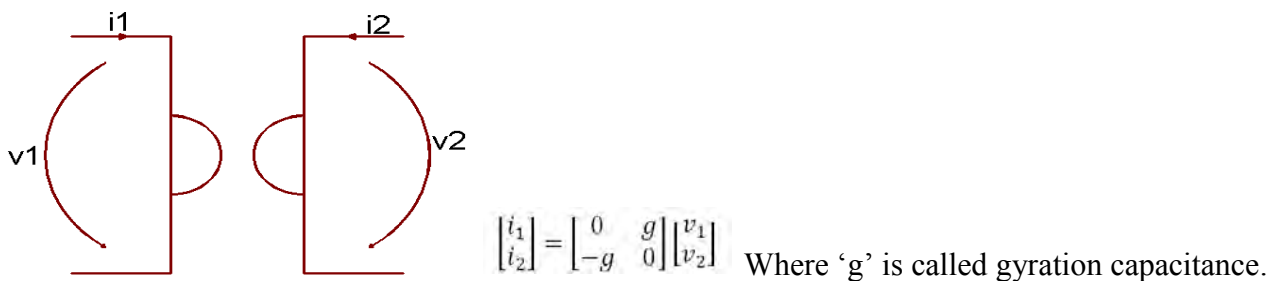 i1
i2
v1
v2
[i₁ i₂] = [0 g -g 0] [v₁ v₂] Where ‘g’ is called gyration capacitance.